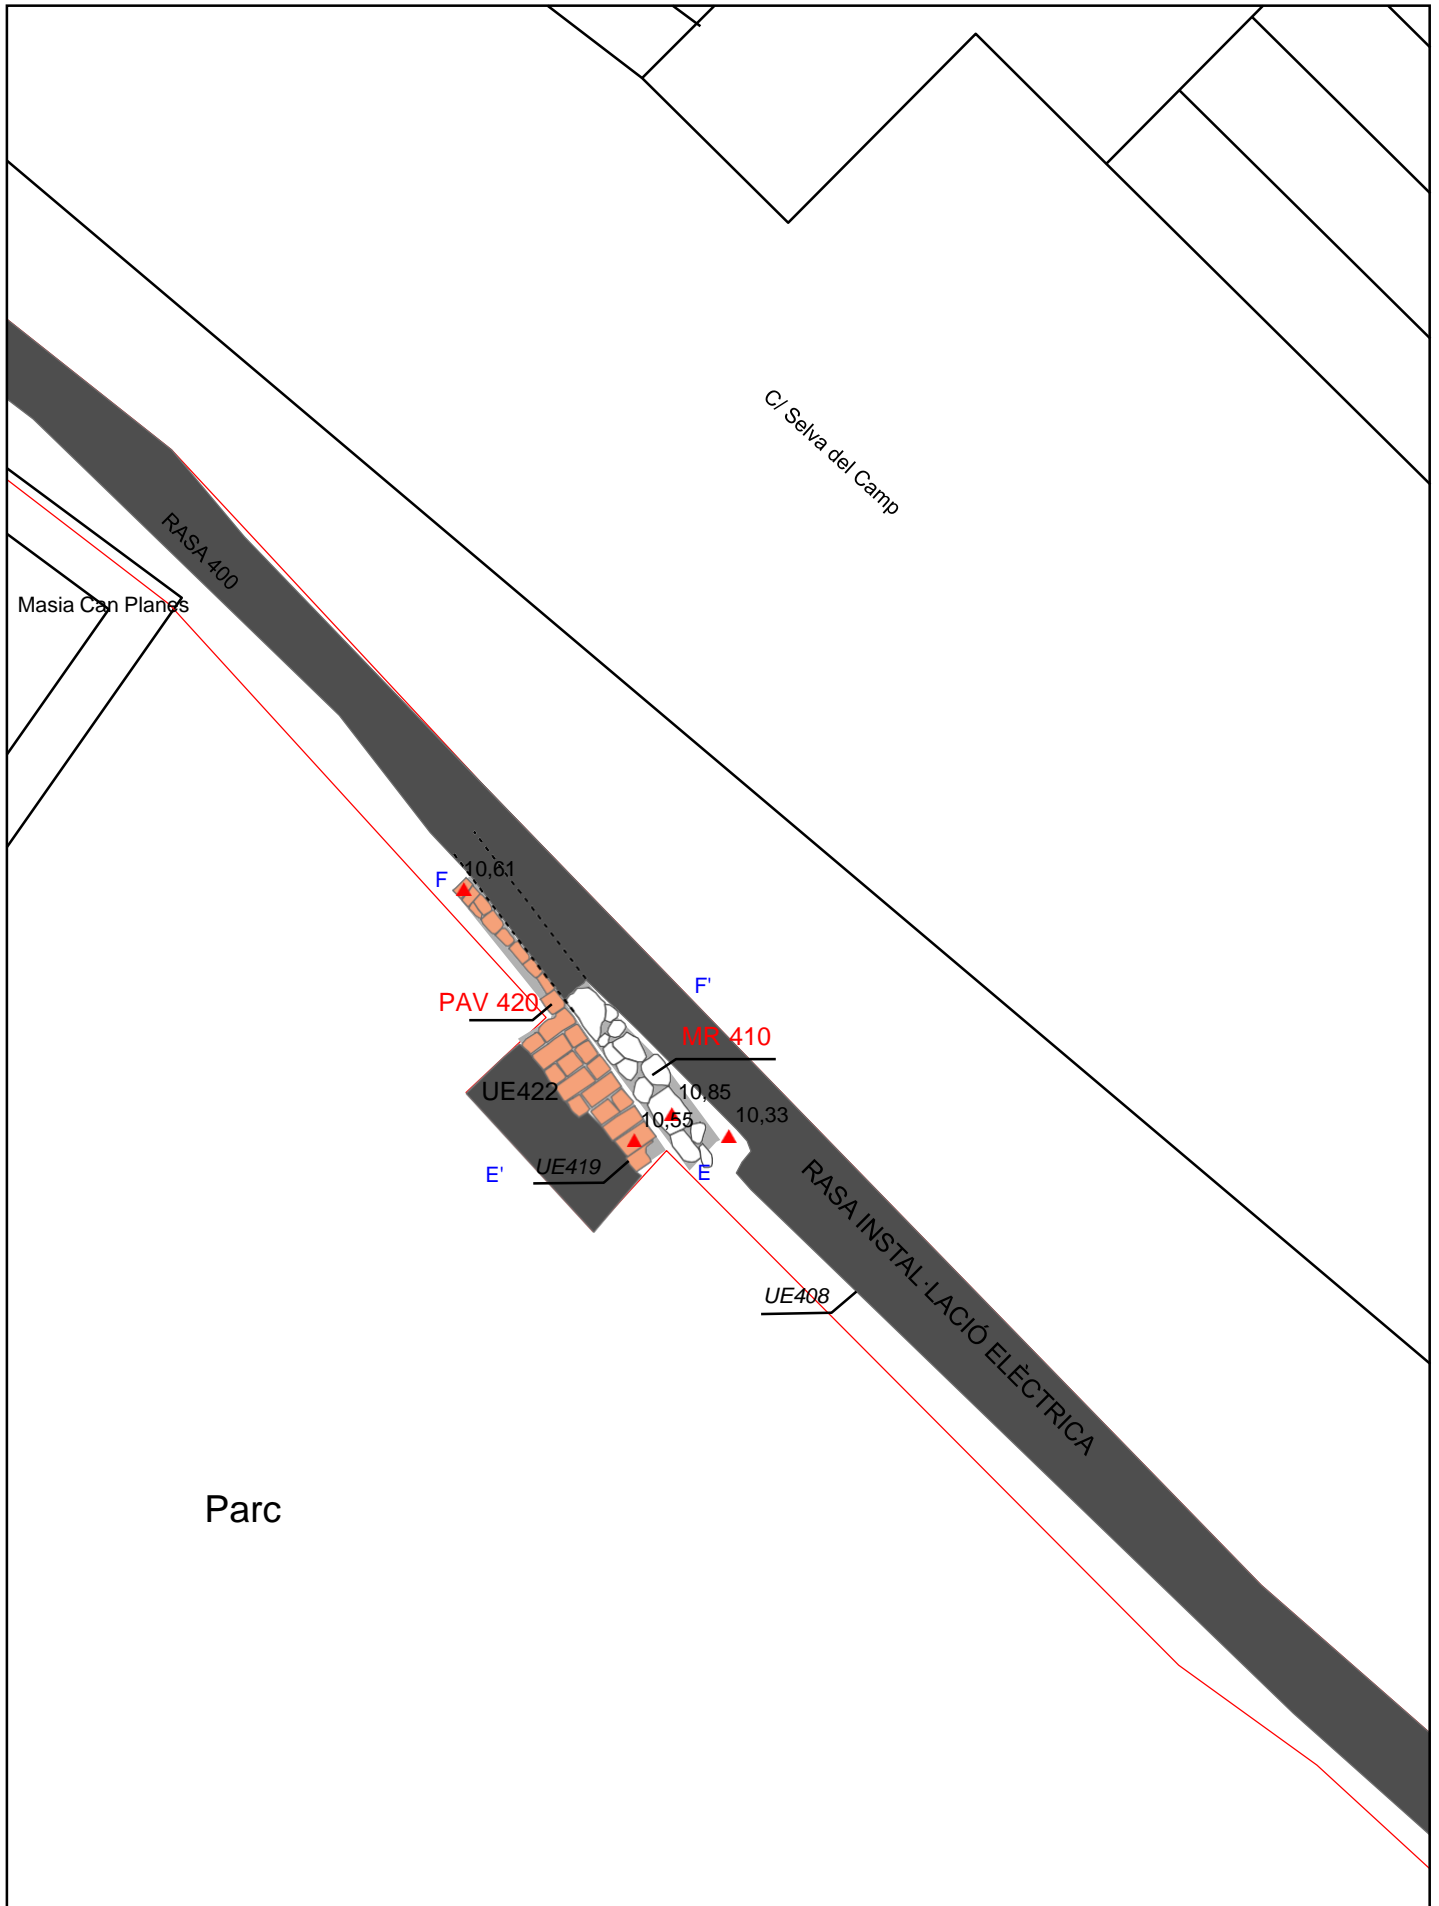 C/ Selva del Camp
RASA 400
Masia Can Planes
F
10,61
F'
PAV 420
MR 410
UE422
10,85
10,55
10,33
E'
UE419
E
RASA INSTAL·LACIÓ ELÈCTRICA
UE408
Parc